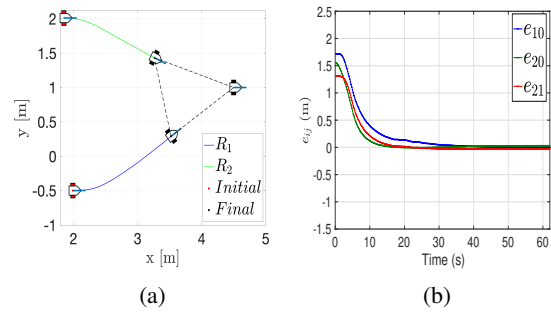 2
1.5
1
0.5
0
-0.5
-1
y [m]
2
3
4
5
x [m]
R₁
R₂
Initial
Final
(a)
2.5
2
1.5
1
0.5
0
-0.5
-1
-1.5
e_{ij} (m)
0 10 20 30 40 50 60
Time (s)
e₁₀
e₂₀
e₂₁
(b)